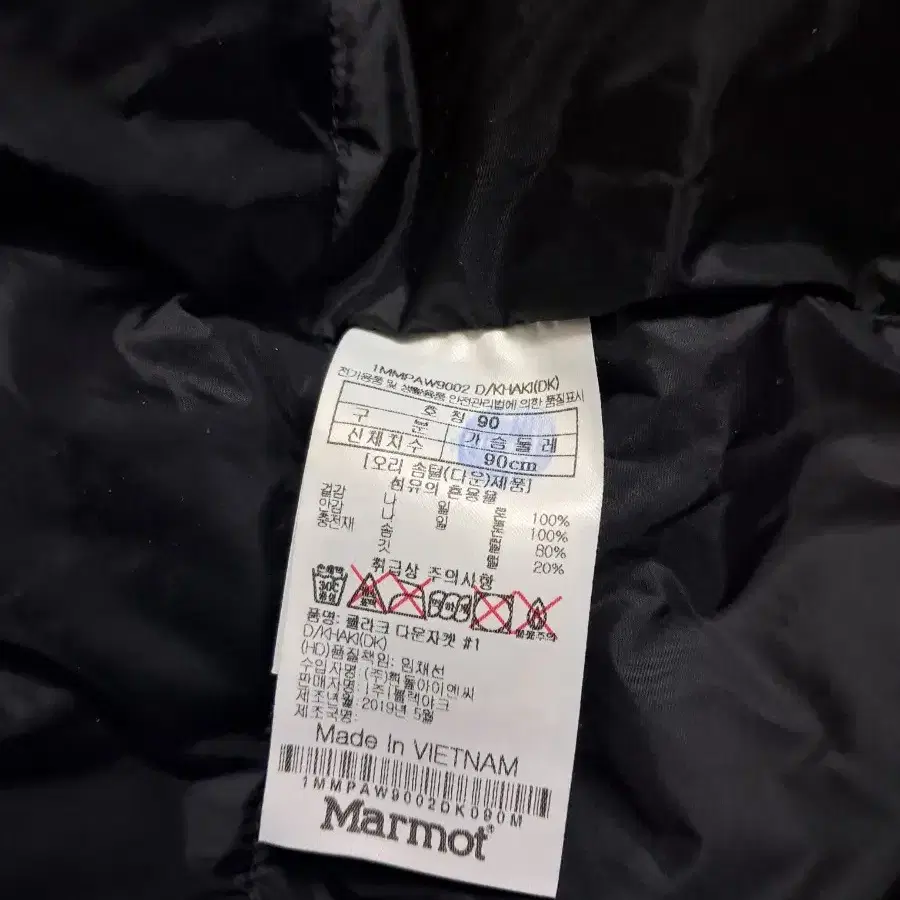 1MMPAW9002 D/KHAKI(DK)
전기용품 및 생활용품 안전관리법에 의한 품질표시
호 칭 90
구 분 가 슴 둘 레
신체치수 90cm
[오리 솜털(다운)제품]
섬유의 혼용율
겉감 나 일 론 100%
안감 나 일 론 100%
충전재 솜 털 80%
깃 털 20%
취급상 주의사항
손세탁
30℃
중성
품명: 클라크 다운자켓 #1
D/KHAKI(DK)
(HD)품질책임: 임채선
수입자명:(주)
판매자명:(주)블랙야크
제조년월:2019년 5월
제조국명:
Made In VIETNAM
1MMPAW9002DK090M
Marmot